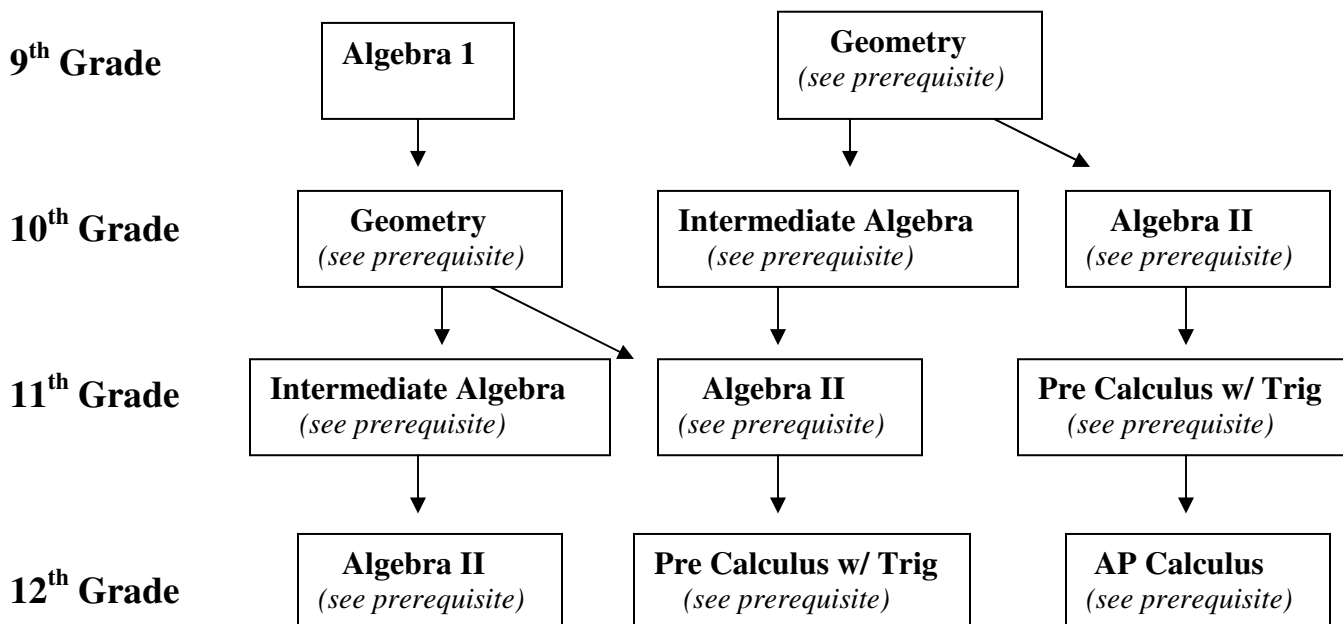 9th Grade
Algebra 1
Geometry
(see prerequisite)
10th Grade
Geometry
(see prerequisite)
Intermediate Algebra
(see prerequisite)
Algebra II
(see prerequisite)
11th Grade
Intermediate Algebra
(see prerequisite)
Algebra II
(see prerequisite)
Pre Calculus w/ Trig
(see prerequisite)
12th Grade
Algebra II
(see prerequisite)
Pre Calculus w/ Trig
(see prerequisite)
AP Calculus
(see prerequisite)